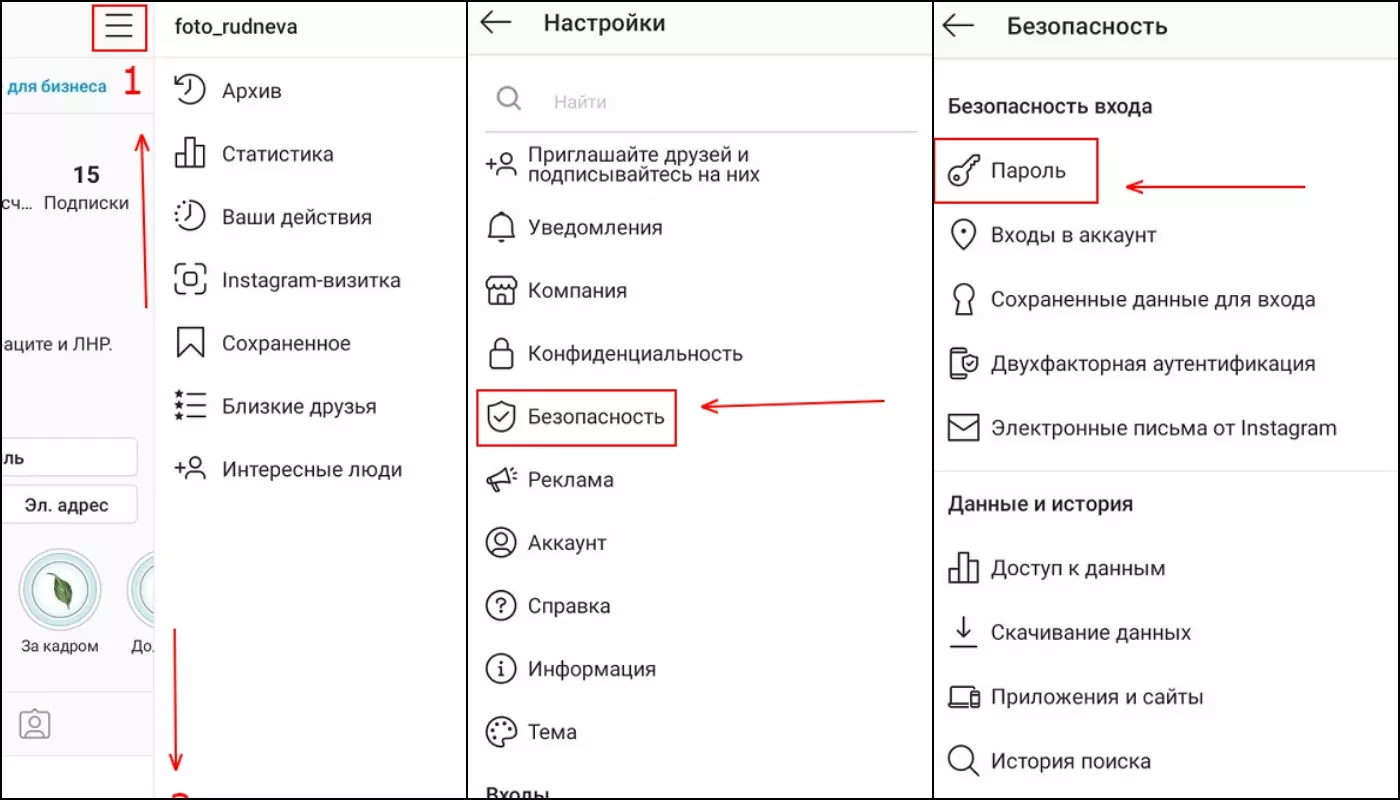 для бизнеса
1
15
сч... Подписки
аците и ЛНР.
ль
Эл. адрес
За кадром
До.
foto_rudneva
Архив
Статистика
Ваши действия
Instagram-визитка
Сохраненное
Близкие друзья
Интересные люди
Настройки
Найти
Приглашайте друзей и
подписывайтесь на них
Уведомления
Компания
Конфиденциальность
Безопасность
Реклама
Аккаунт
Справка
Информация
Тема
Входы
Безопасность
Безопасность входа
Пароль
Входы в аккаунт
Сохраненные данные для входа
Двухфакторная аутентификация
Электронные письма от Instagram
Данные и история
Доступ к данным
Скачивание данных
Приложения и сайты
История поиска